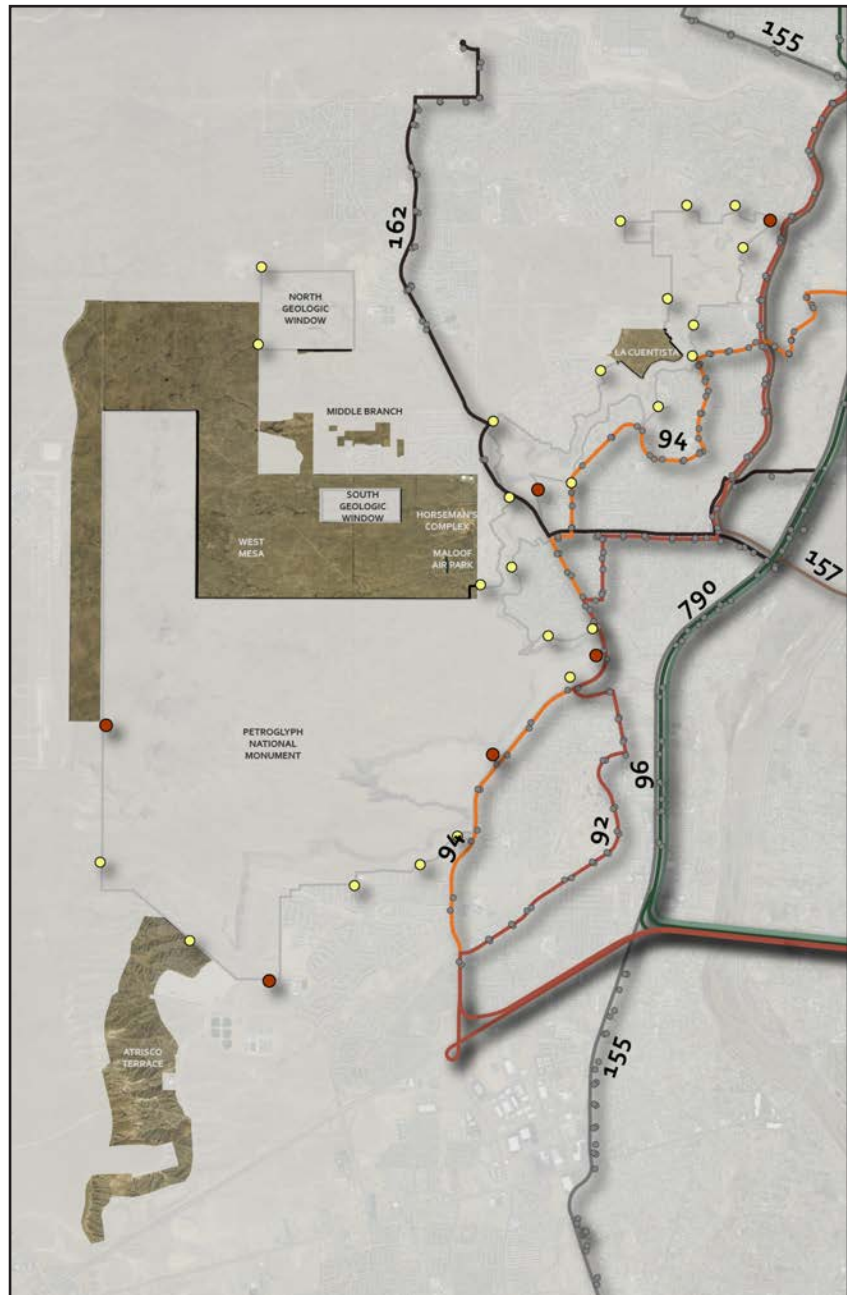 155
162
NORTH
GEOLOGIC
WINDOW
LA CUENTISTA
MIDDLE BRANCH
94
SOUTH
GEOLOGIC
WINDOW
HORSEMAN'S
COMPLEX
WEST
MESA
MALOOF
AIR PARK
157
790
PETROGLYPH
NATIONAL
MONUMENT
96
92
94
155
ATRISCO
TERRACE